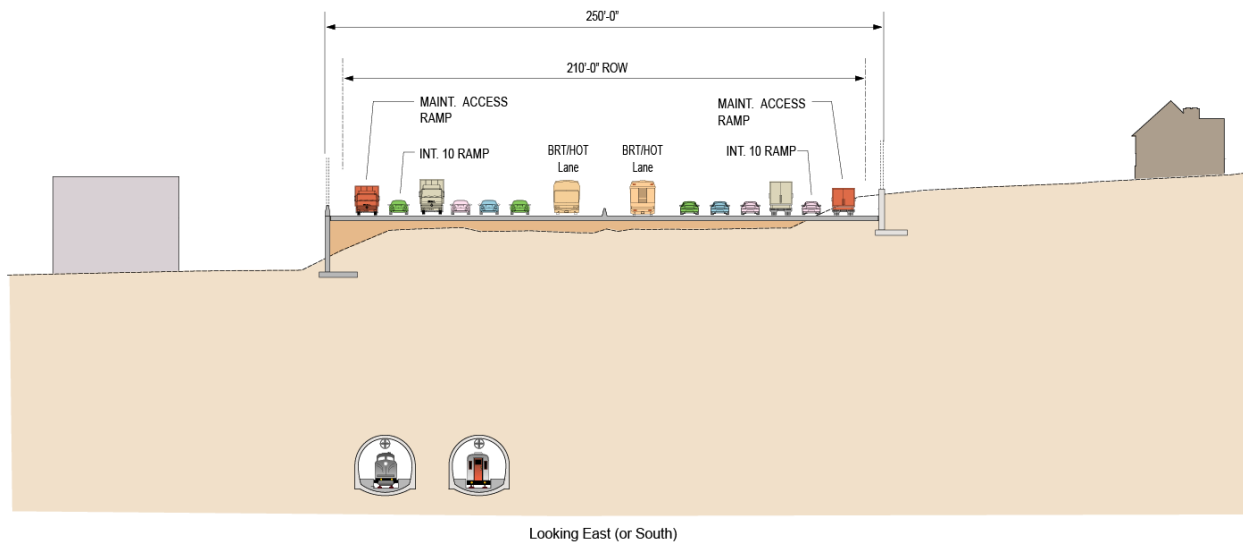 250'-0"
210'-0" ROW
MAINT. ACCESS
RAMP
MAINT. ACCESS
RAMP
INT. 10 RAMP
BRT/HOT
Lane
BRT/HOT
Lane
INT. 10 RAMP
Looking East (or South)